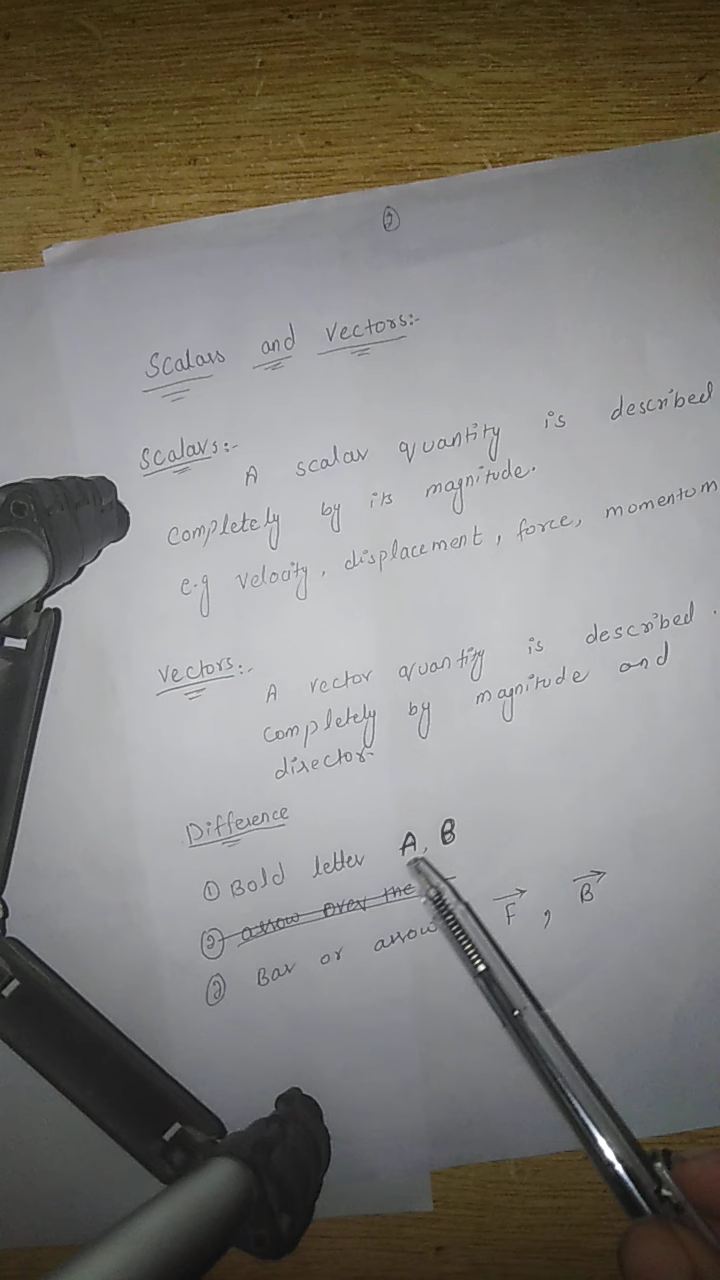 ②
Scalars and Vectors:-
Scalars:-
A scalar quantity is described
completely by its magnitude.
e.g velocity, displacement, force, momentum
Vectors:-
A vector quantity is described
completely by magnitude and
director
Difference
① Bold letter A, B
② arrow over the
② Bar or arrow F, B